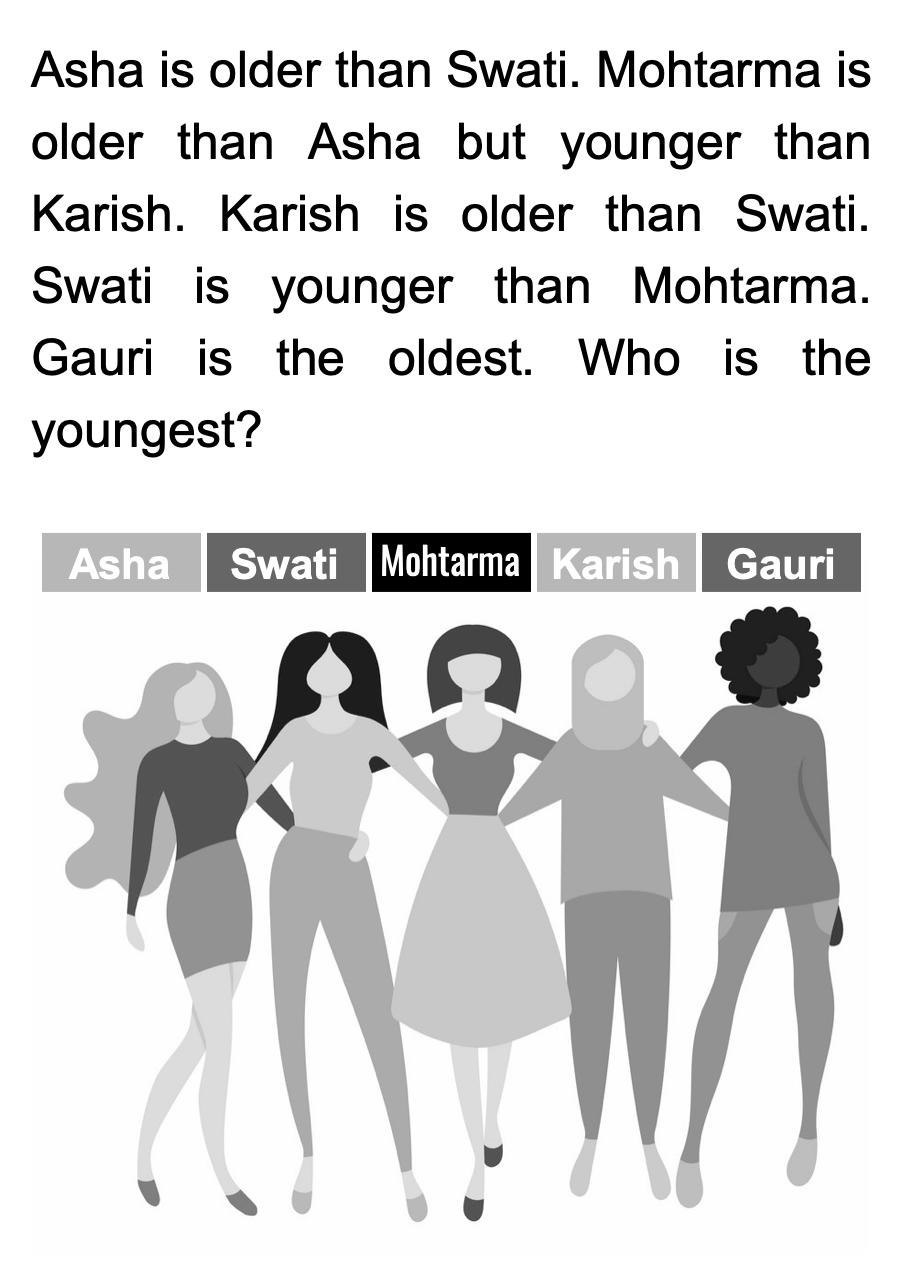 Asha is older than Swati. Mohtarma is
older than Asha but younger than
Karish. Karish is older than Swati.
Swati is younger than Mohtarma.
Gauri is the oldest. Who is the
youngest?
Asha Swati Mohtarma Karish Gauri